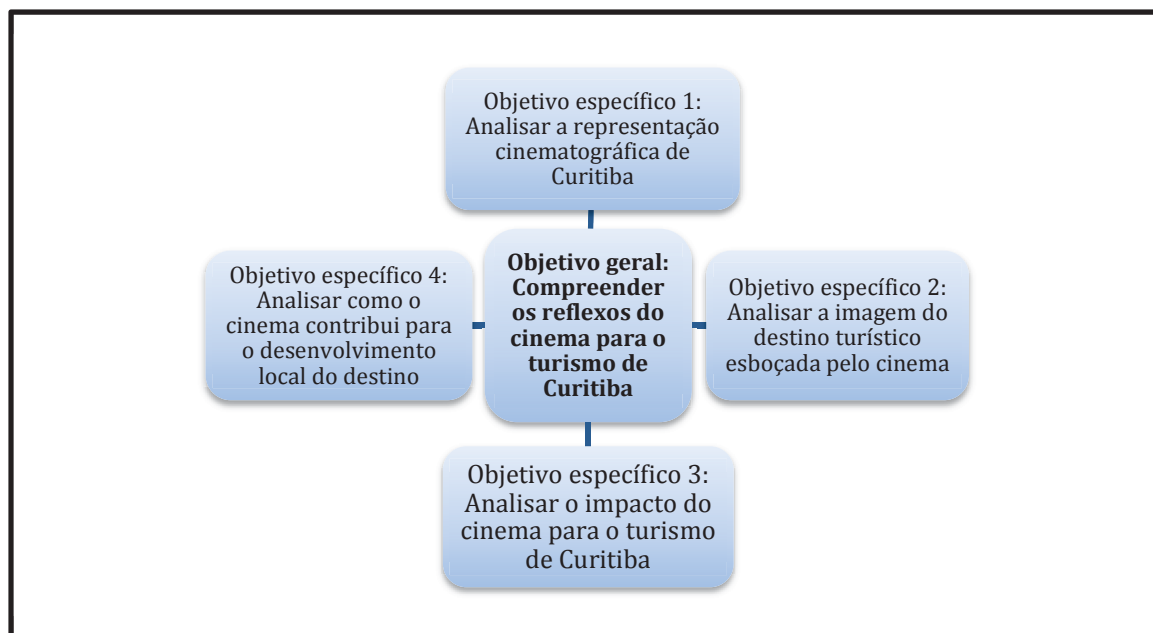 Objetivo específico 1:
Analisar a representação
cinematográfica de
Curitiba
Objetivo específico 4:
Analisar como o
cinema contribui para
o desenvolvimento
local do destino
Objetivo geral:
Compreender
os reflexos do
cinema para o
turismo de
Curitiba
Objetivo específico 2:
Analisar a imagem do
destino turístico
esboçada pelo cinema
Objetivo específico 3:
Analisar o impacto do
cinema para o turismo
de Curitiba